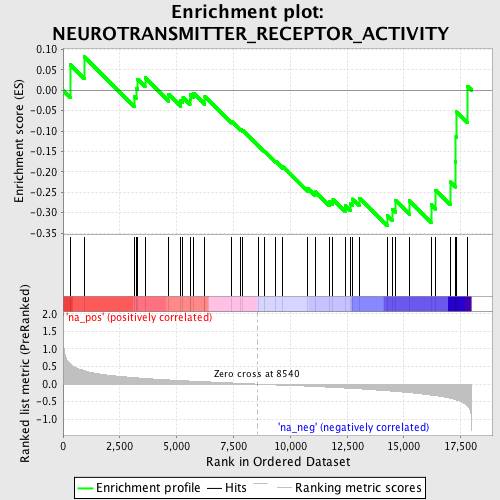 Enrichment plot:
NEUROTRANSMITTER_RECEPTOR_ACTIVITY
Enrichment score (ES)
0.10
0.05
0.00
-0.05
-0.10
-0.15
-0.20
-0.25
-0.30
-0.35
'na_pos' (positively correlated)
Ranked list metric (PreRanked)
2.0
1.5
1.0
0.5
0.0
-0.5
-1.0
Zero cross at 8540
'na_neg' (negatively correlated)
0
2,500
5,000
7,500
10,000
12,500
15,000
17,500
Rank in Ordered Dataset
Enrichment profile
Hits
Ranking metric scores